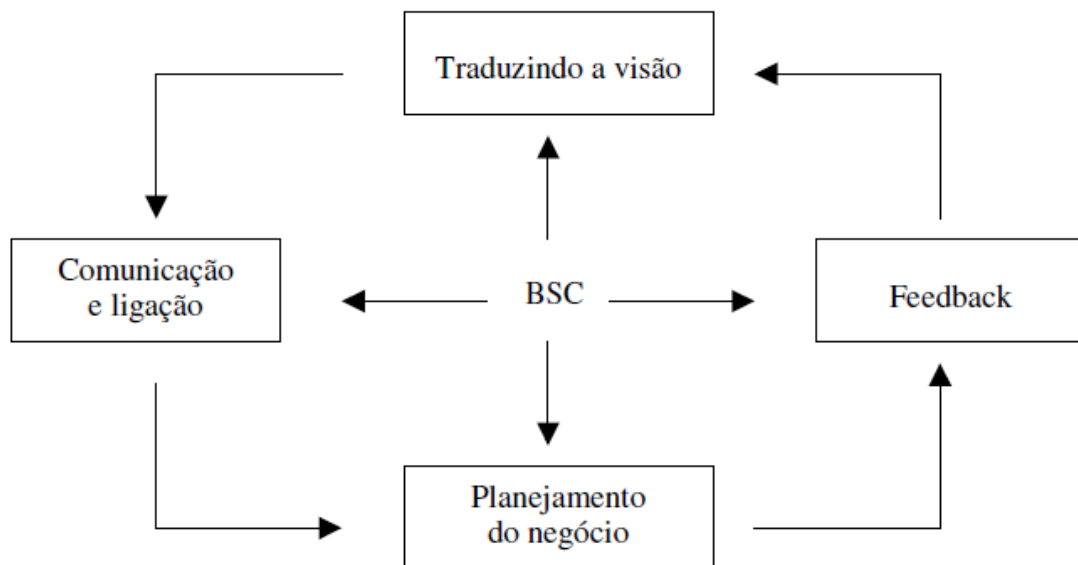 Traduzindo a visão
Comunicação
e ligação
BSC
Feedback
Planejamento
do negócio